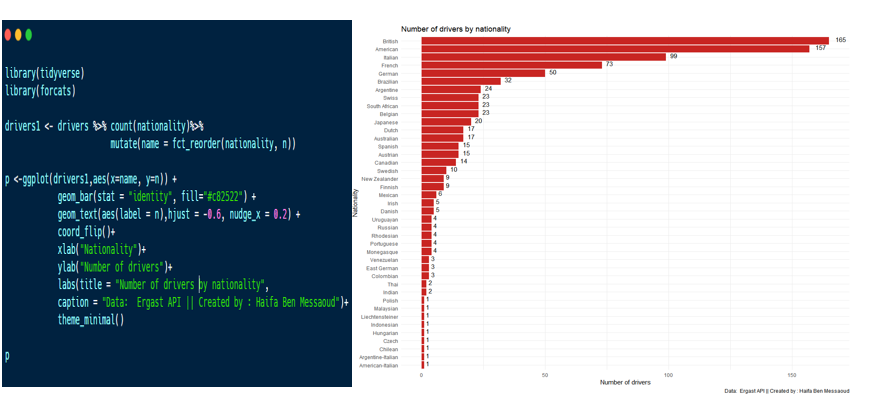 library(tidyverse)
library(forcats)
drivers1 <- drivers %>% count(nationality)%>%
mutate(name = fct_reorder(nationality, n))
p <-ggplot(drivers1,aes(x=name, y=n)) +
geom_bar(stat = "identity", fill="#c82522") +
geom_text(aes(label = n),hjust = -0.6, nudge_x = 0.2) +
coord_flip()+
xlab("Nationality")+
ylab("Number of drivers")+
labs(title = "Number of drivers by nationality",
caption = "Data:  Ergast API || Created by : Haifa Ben Messaoud")+
theme_minimal()
p
Number of drivers by nationality
Nationality
British 165
American 157
Italian 99
French 73
German 50
Brazilian 32
Argentine 24
Swiss 23
South African 23
Belgian 23
Japanese 20
Dutch 17
Australian 17
Spanish 15
Austrian 15
Canadian 14
Swedish 10
New Zealander 9
Finnish 9
Mexican 6
Irish 5
Danish 5
Uruguayan 4
Russian 4
Rhodesian 4
Portuguese 4
Monegasque 4
Venezuelan 3
East German 3
Colombian 3
Thai 2
Indian 2
Polish 1
Malaysian 1
Liechtensteiner 1
Indonesian 1
Hungarian 1
Czech 1
Chilean 1
Argentine-Italian 1
American-Italian 1
0 50 100 150
Number of drivers
Data:  Ergast API || Created by : Haifa Ben Messaoud